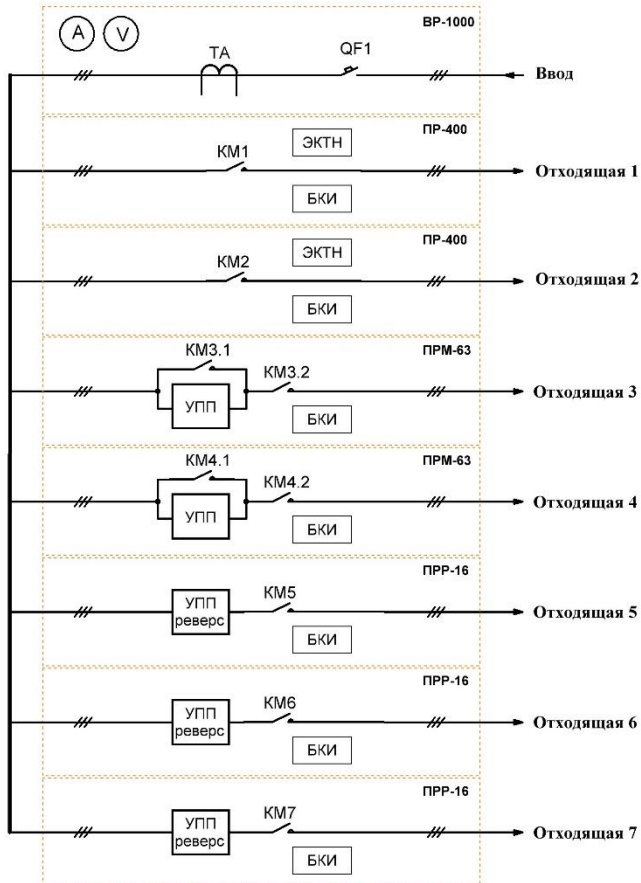 ВР-1000
A
V
TA
QF1
Ввод
ПР-400
ЭКТН
КМ1
Отходящая 1
БКИ
ПР-400
ЭКТН
КМ2
Отходящая 2
БКИ
ПРМ-63
КМ3.1
КМ3.2
УПП
Отходящая 3
БКИ
ПРМ-63
КМ4.1
КМ4.2
УПП
Отходящая 4
БКИ
ПРР-16
УПП
реверс
КМ5
Отходящая 5
БКИ
ПРР-16
УПП
реверс
КМ6
Отходящая 6
БКИ
ПРР-16
УПП
реверс
КМ7
Отходящая 7
БКИ